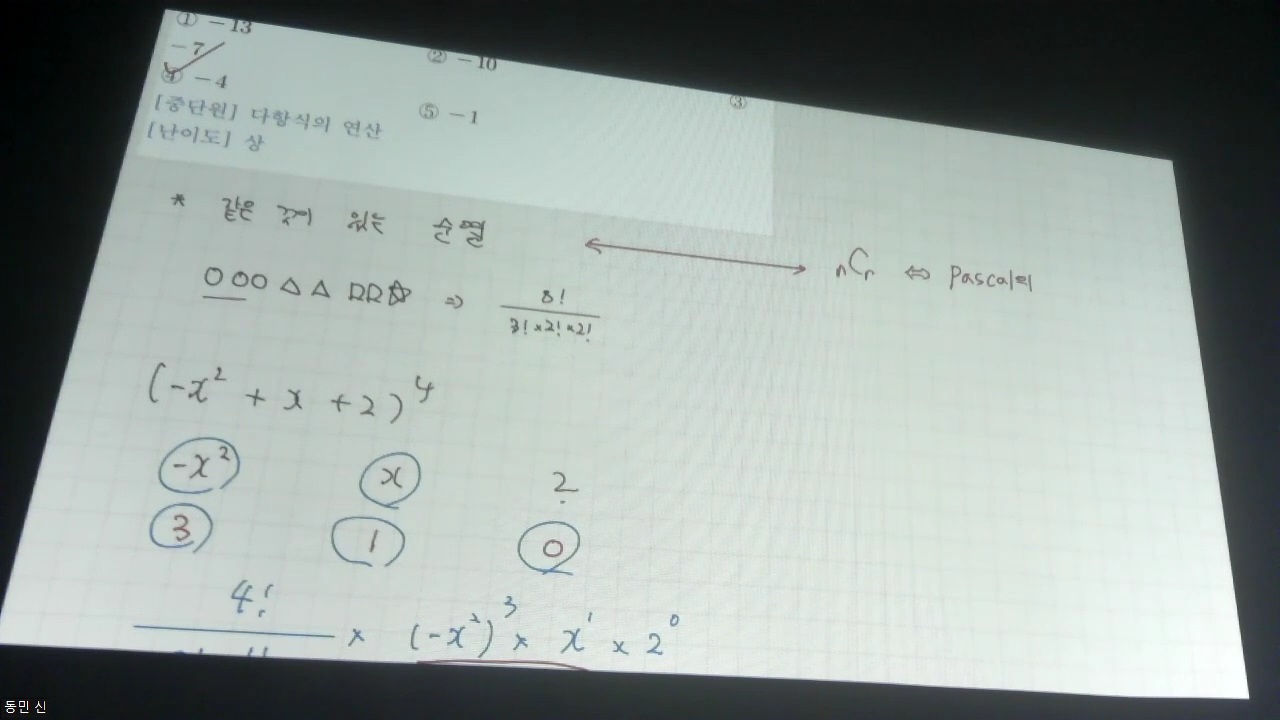 ① -13
-7
② -10
③
④ -4
⑤ -1
[중단원] 다항식의 연산
[난이도] 상
* 같은 것이 있는 순열 ↔ nCr ⇔ Pascal의
○○○△△□□☆ ⇒ 8! / 3!×2!×2!
(-x² + x + 2)⁴
-x² x 2
3 1 0
4! × (-x²)³ × x¹ × 2⁰
동민 신